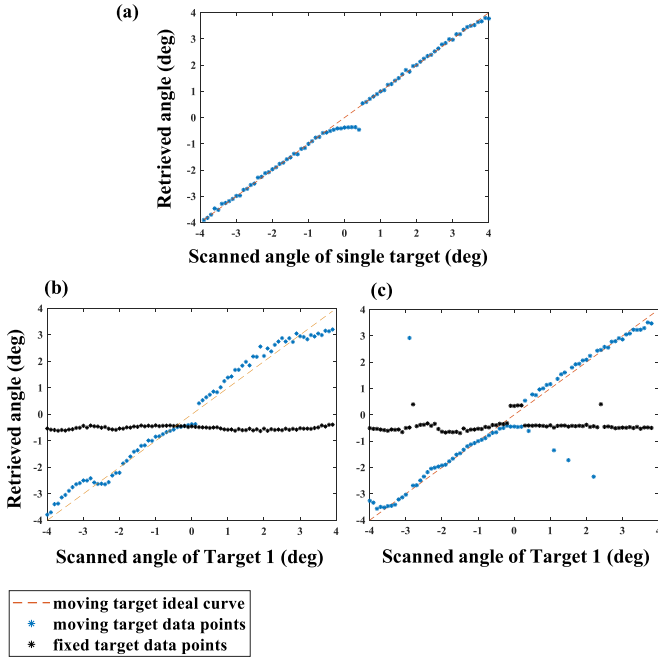 (a)
Retrieved angle (deg)
4
3
2
1
0
-1
-2
-3
-4
-4 -3 -2 -1 0 1 2 3 4
Scanned angle of single target (deg)
(b)
Retrieved angle (deg)
4
3
2
1
0
-1
-2
-3
-4
-4 -3 -2 -1 0 1 2 3 4
Scanned angle of Target 1 (deg)
(c)
4
3
2
1
0
-1
-2
-3
-4
-4 -3 -2 -1 0 1 2 3 4
Scanned angle of Target 1 (deg)
moving target ideal curve
moving target data points
fixed target data points